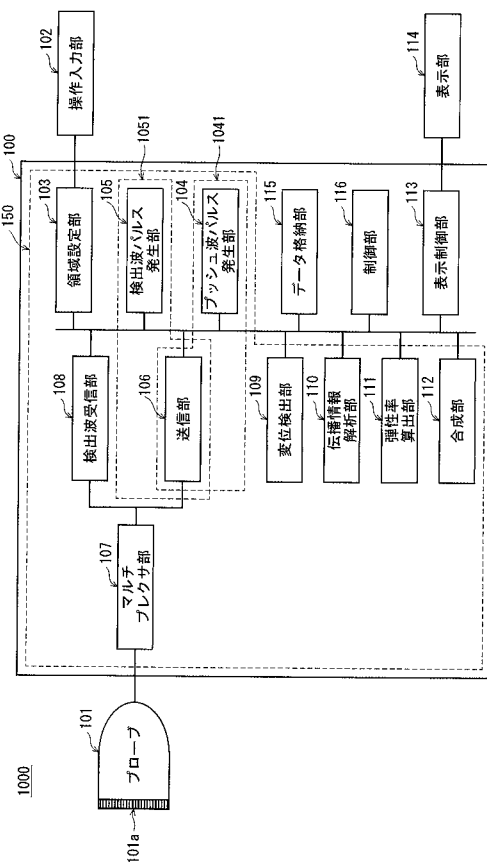 1000
101
プローブ
101a
107
マルチ
プレクサ部
100
150
108
検出波受信部
106
送信部
103
領域設定部
105
検出波パルス
発生部
1051
104
プッシュ波パルス
発生部
1041
102
操作入力部
109
変位検出部
110
伝播情報
解析部
111
弾性率
算出部
112
合成部
115
データ格納部
116
制御部
113
表示制御部
114
表示部